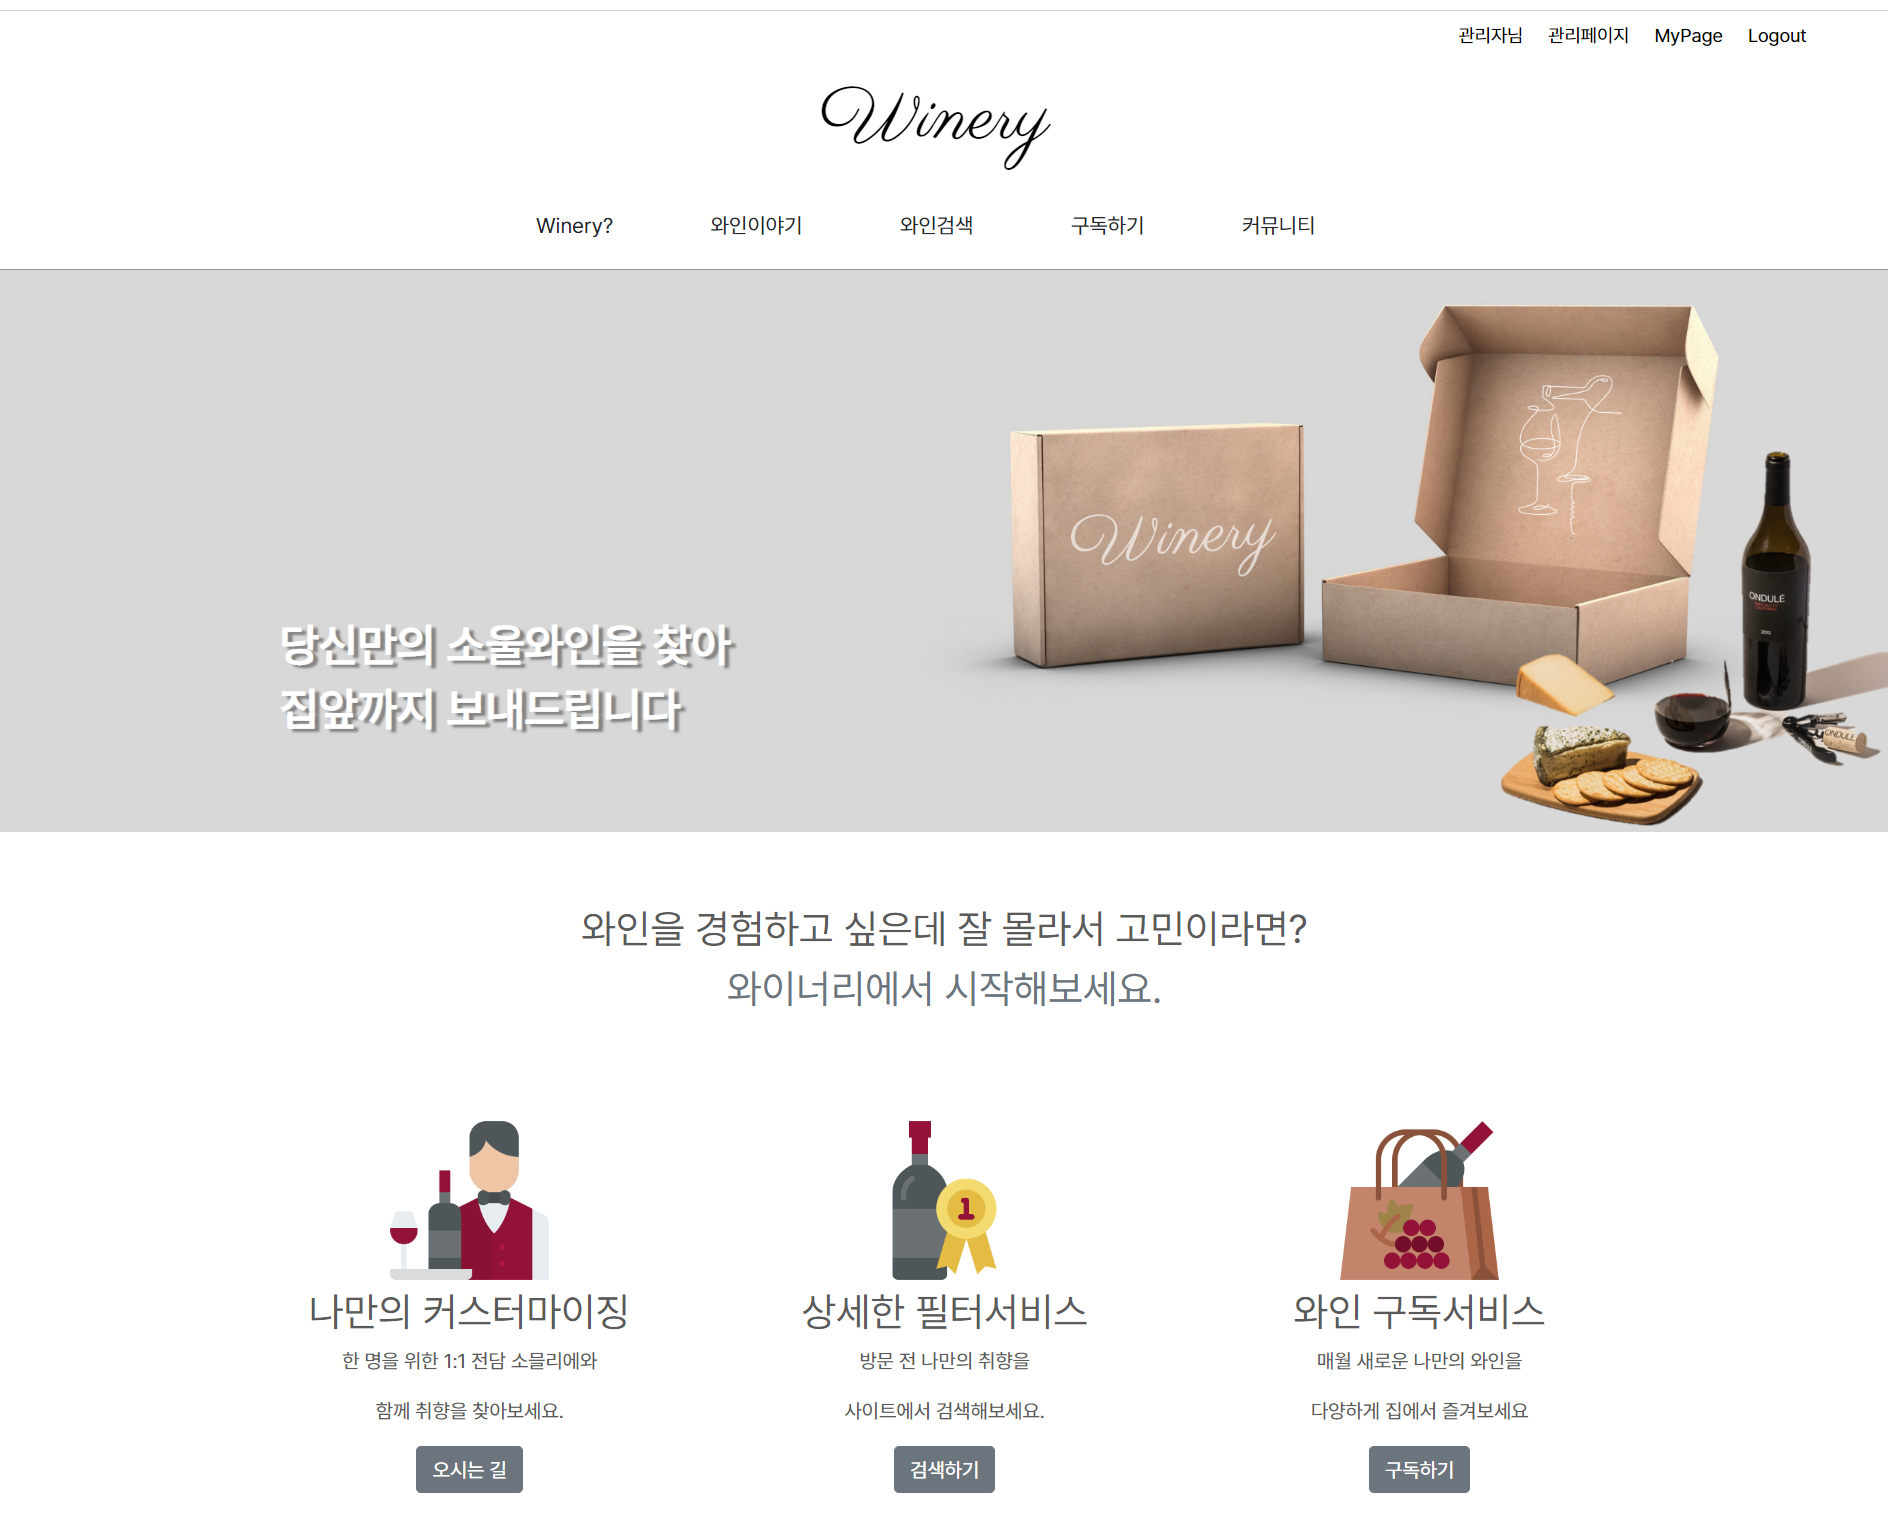 관리자님 관리페이지 MyPage Logout
Winery
Winery? 와인이야기 와인검색 구독하기 커뮤니티
Winery
ONDULÉ
ONDULÉ
당신만의 소울와인을 찾아
집앞까지 보내드립니다
와인을 경험하고 싶은데 잘 몰라서 고민이라면?
와이너리에서 시작해보세요.
1
나만의 커스터마이징
한 명을 위한 1:1 전담 소믈리에와
함께 취향을 찾아보세요.
오시는 길
상세한 필터서비스
방문 전 나만의 취향을
사이트에서 검색해보세요.
검색하기
와인 구독서비스
매월 새로운 나만의 와인을
다양하게 집에서 즐겨보세요
구독하기